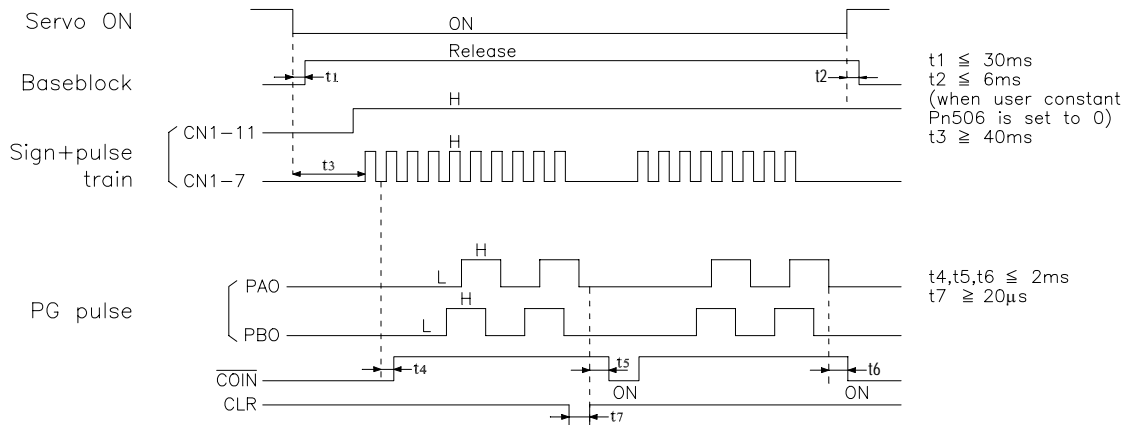 Servo ON
ON
Release
Baseblock
t1
t2
t1 ≦ 30ms
t2 ≦ 6ms
(when user constant
Pn506 is set to 0)
t3 ≧ 40ms
H
CN1-11
Sign+pulse
train
H
t3
CN1-7
H
L
PAO
PG pulse
H
L
PBO
t4,t5,t6 ≦ 2ms
t7 ≧ 20μs
COIN
t4
t5
t6
ON
ON
CLR
t7